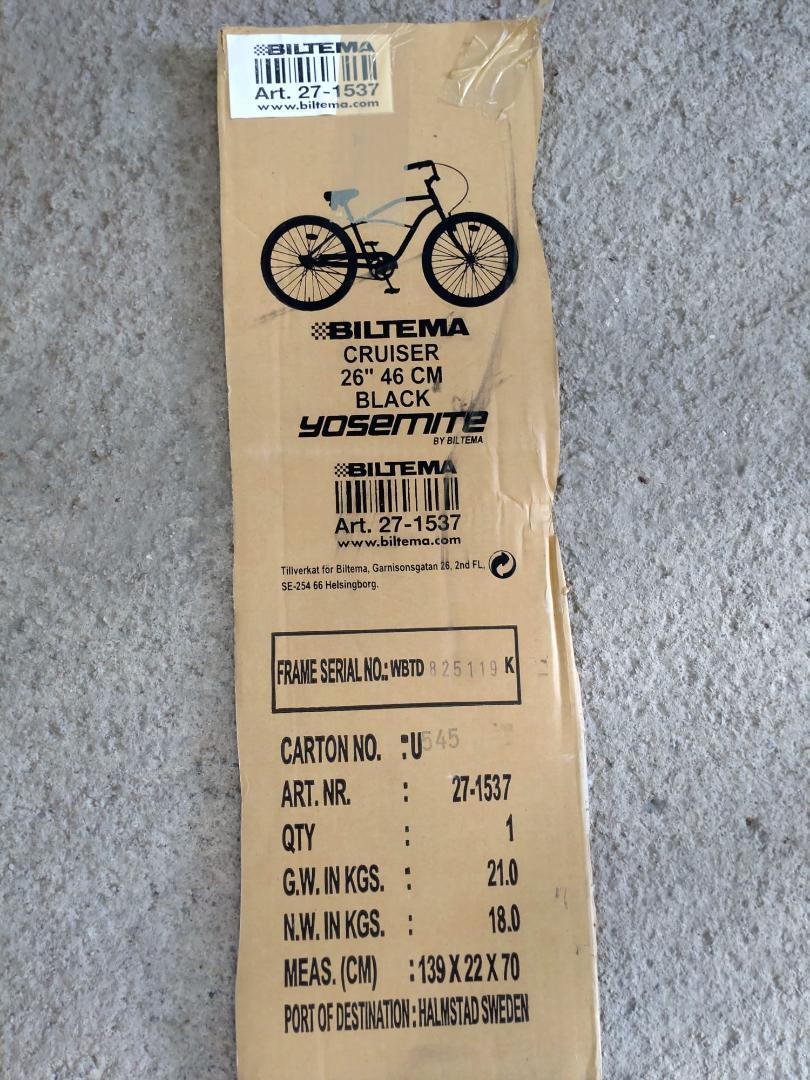 BILTEMA
Art. 27-1537
www.biltema.com
BILTEMA
CRUISER
26" 46 CM
BLACK
YOSEMITE
BY BILTEMA
BILTEMA
Art. 27-1537
www.biltema.com
Tillverkat för Biltema, Garnisonsgatan 26, 2nd FL,
SE-254 66 Helsingborg.
FRAME SERIAL NO.: WBTD 825119 K
CARTON NO. :U545
ART. NR. : 27-1537
QTY : 1
G.W. IN KGS. : 21.0
N.W. IN KGS. : 18.0
MEAS. (CM) : 139 X 22 X 70
PORT OF DESTINATION : HALMSTAD SWEDEN